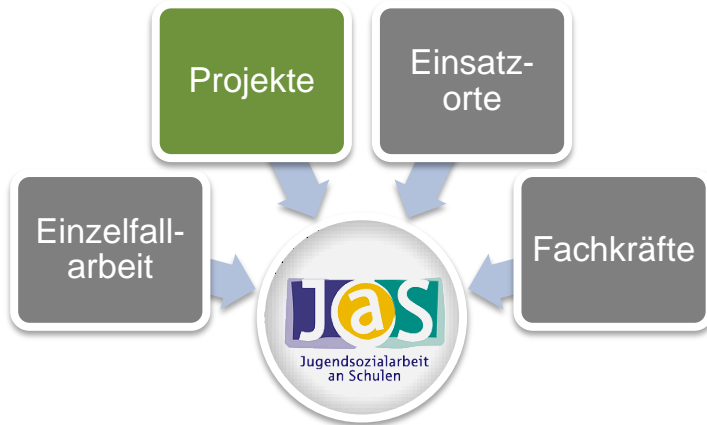 Projekte
Einsatz-
orte
Einzelfall-
arbeit
Fachkräfte
JaS
Jugendsozialarbeit
an Schulen